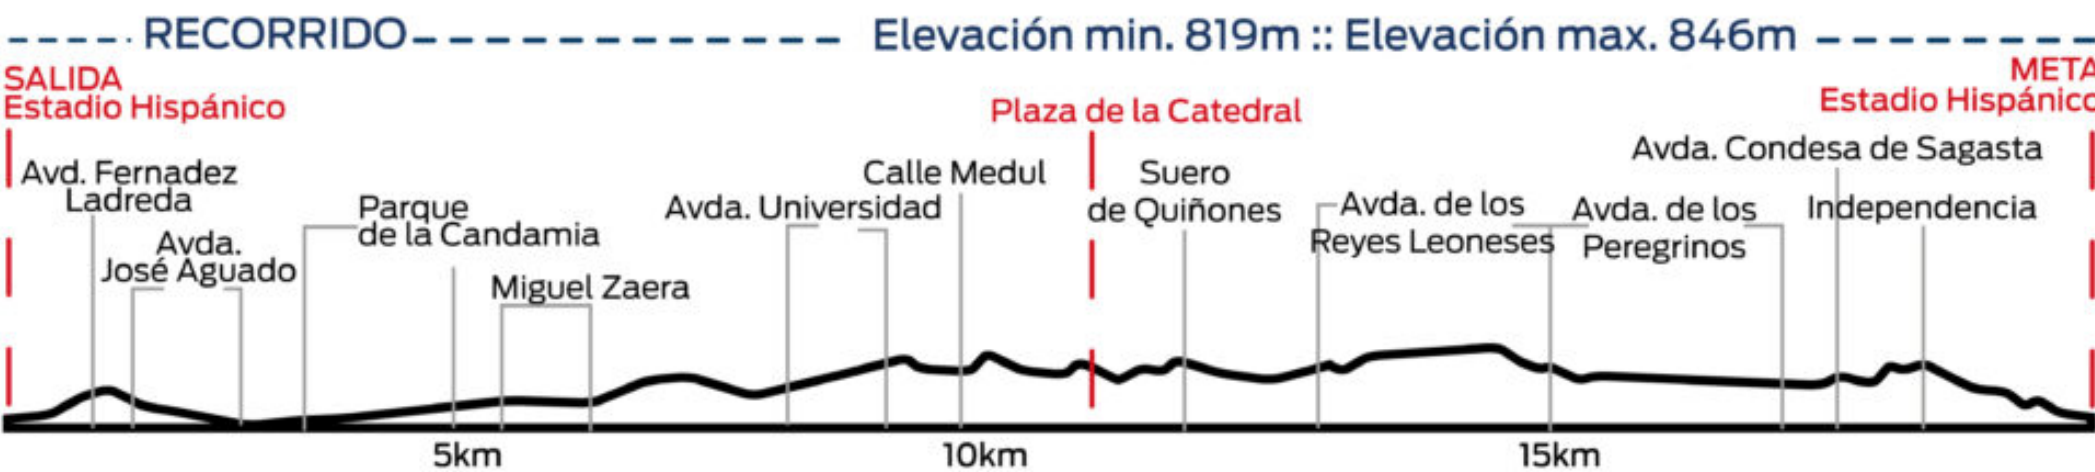 RECORRIDO Elevación min. 819m :: Elevación max. 846m
SALIDA
Estadio Hispánico
META
Estadio Hispánico
Plaza de la Catedral
Avd. Fernadez
Ladreda
Avda.
José Aguado
Parque
de la Candamia
Miguel Zaera
Avda. Universidad
Calle Medul
Suero
de Quiñones
Avda. de los
Reyes Leoneses
Avda. de los
Peregrinos
Avda. Condesa de Sagasta
Independencia
5km
10km
15km